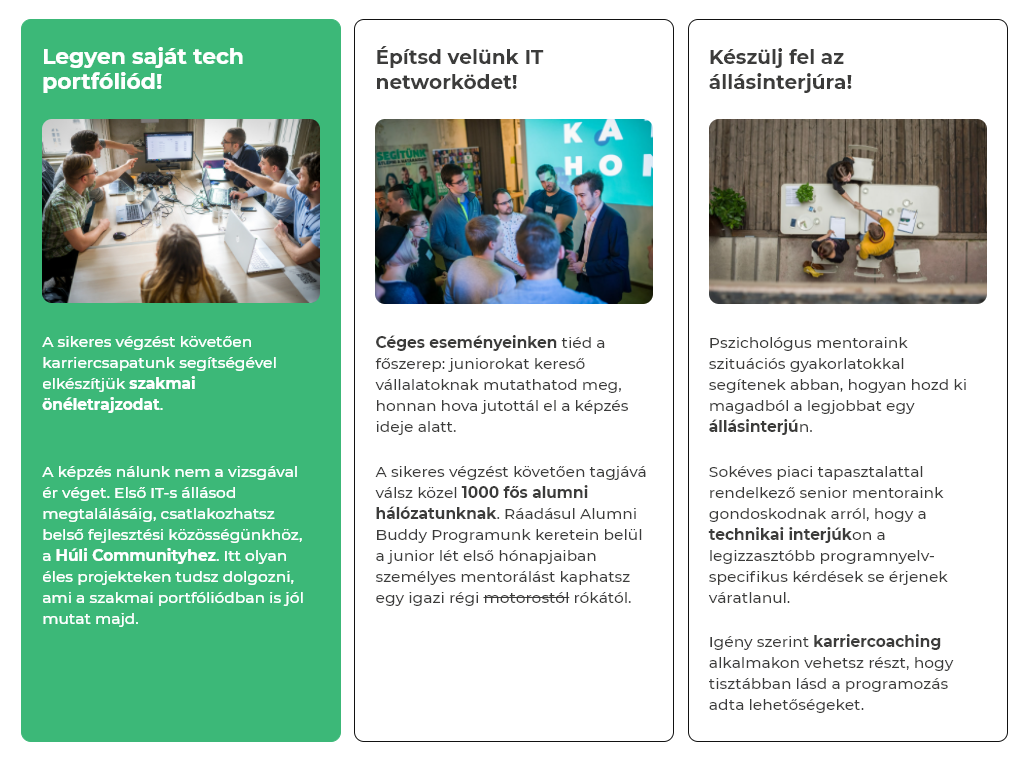 Legyen saját tech
portfóliód!
A sikeres végzést követően
karriercsapatunk segítségével
elkészítjük szakmai
önéletrajzodat.
A képzés nálunk nem a vizsgával
ér véget. Első IT-s állásod
megtalálásáig, csatlakozhatsz
belső fejlesztési közösségünkhöz,
a Húli Communityhez. Itt olyan
éles projekteken tudsz dolgozni,
ami a szakmai portfóliódban is jól
mutat majd.
Építsd velünk IT
networködet!
SEGÍTÜNK
KA
HOM
Céges eseményeinken tiéd a
főszerep: juniorokat kereső
vállalatoknak mutathatod meg,
honnan hova jutottál el a képzés
ideje alatt.
A sikeres végzést követően tagjává
válsz közel 1000 fős alumni
hálózatunknak. Ráadásul Alumni
Buddy Programunk keretein belül
a junior lét első hónapjaiban
személyes mentorálást kaphatsz
egy igazi régi motorostól rókától.
Készülj fel az
állásinterjúra!
Pszichológus mentoraink
szituációs gyakorlatokkal
segítenek abban, hogyan hozd ki
magadból a legjobbat egy
állásinterjún.
Sokéves piaci tapasztalattal
rendelkező senior mentoraink
gondoskodnak arról, hogy a
technikai interjúkon a
legizzasztóbb programnyelv-
specifikus kérdések se érjenek
váratlanul.
Igény szerint karriercoaching
alkalmakon vehetsz részt, hogy
tisztábban lásd a programozás
adta lehetőségeket.